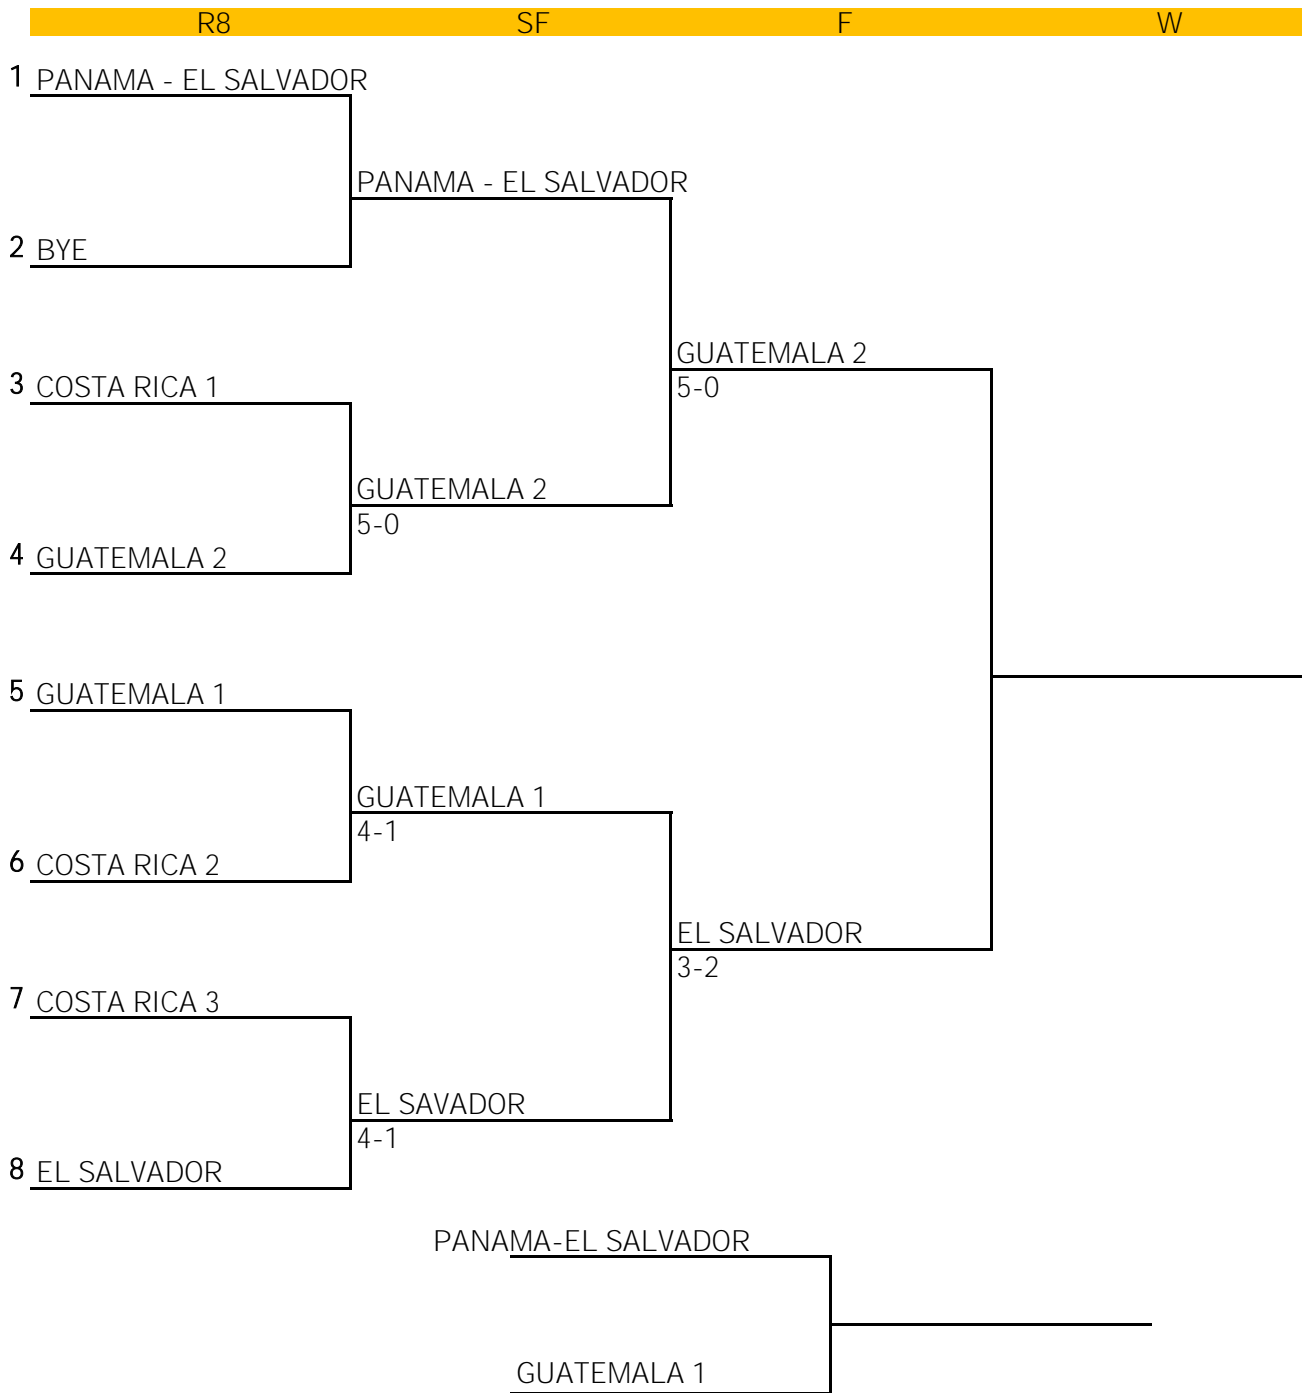 R8 SF F W
1 PANAMA - EL SALVADOR
PANAMA - EL SALVADOR
2 BYE
GUATEMALA 2
5-0
3 COSTA RICA 1
GUATEMALA 2
5-0
4 GUATEMALA 2
5 GUATEMALA 1
GUATEMALA 1
4-1
6 COSTA RICA 2
EL SALVADOR
3-2
7 COSTA RICA 3
EL SAVADOR
4-1
8 EL SALVADOR
PANAMA-EL SALVADOR
GUATEMALA 1